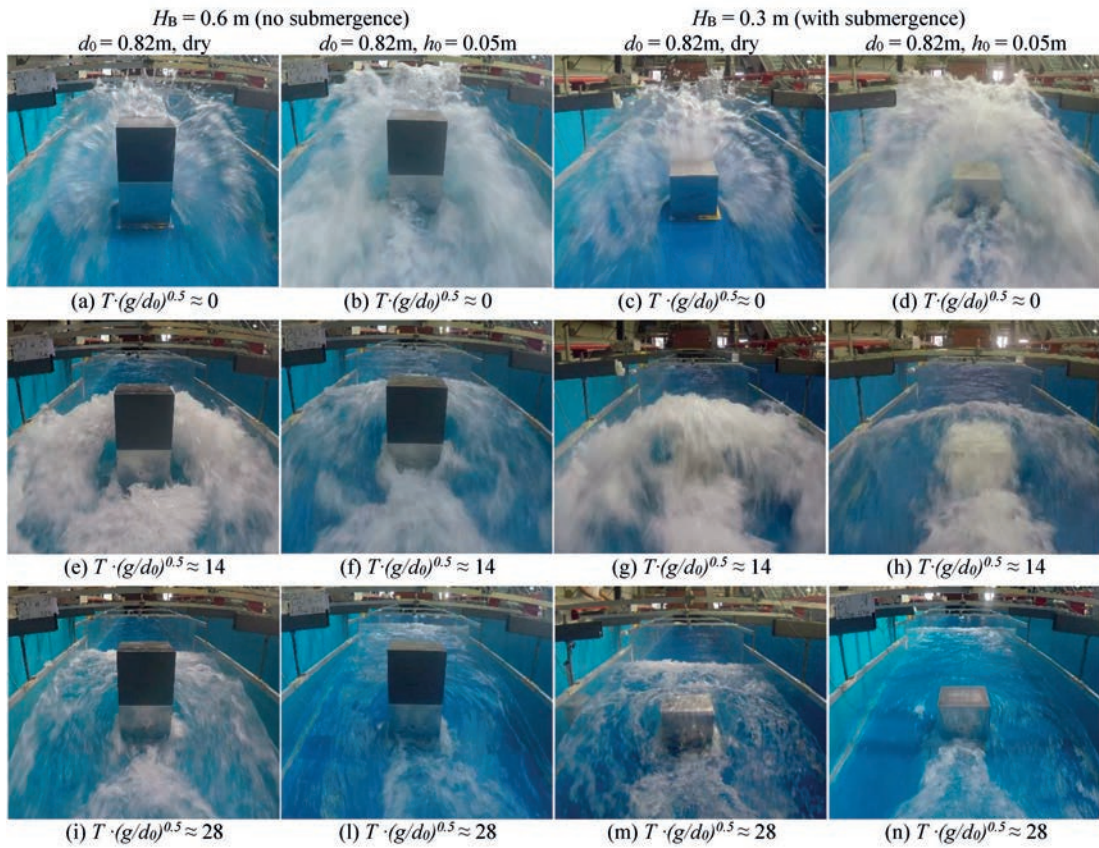 H_B = 0.6 m (no submergence) H_B = 0.3 m (with submergence)
d_0 = 0.82m, dry d_0 = 0.82m, h_0 = 0.05m d_0 = 0.82m, dry d_0 = 0.82m, h_0 = 0.05m
(a) T·(g/d_0)^0.5 ≈ 0 (b) T·(g/d_0)^0.5 ≈ 0 (c) T·(g/d_0)^0.5 ≈ 0 (d) T·(g/d_0)^0.5 ≈ 0
(e) T·(g/d_0)^0.5 ≈ 14 (f) T·(g/d_0)^0.5 ≈ 14 (g) T·(g/d_0)^0.5 ≈ 14 (h) T·(g/d_0)^0.5 ≈ 14
(i) T·(g/d_0)^0.5 ≈ 28 (l) T·(g/d_0)^0.5 ≈ 28 (m) T·(g/d_0)^0.5 ≈ 28 (n) T·(g/d_0)^0.5 ≈ 28